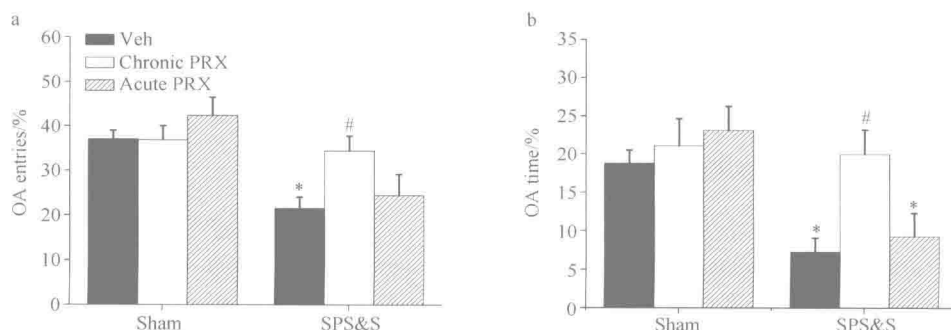 a
60
50
40
30
20
10
0
OA entries/%
Veh
Chronic PRX
Acute PRX
*
#
Sham
SPS&S
b
35
30
25
20
15
10
5
0
OA time/%
*
#
*
Sham
SPS&S